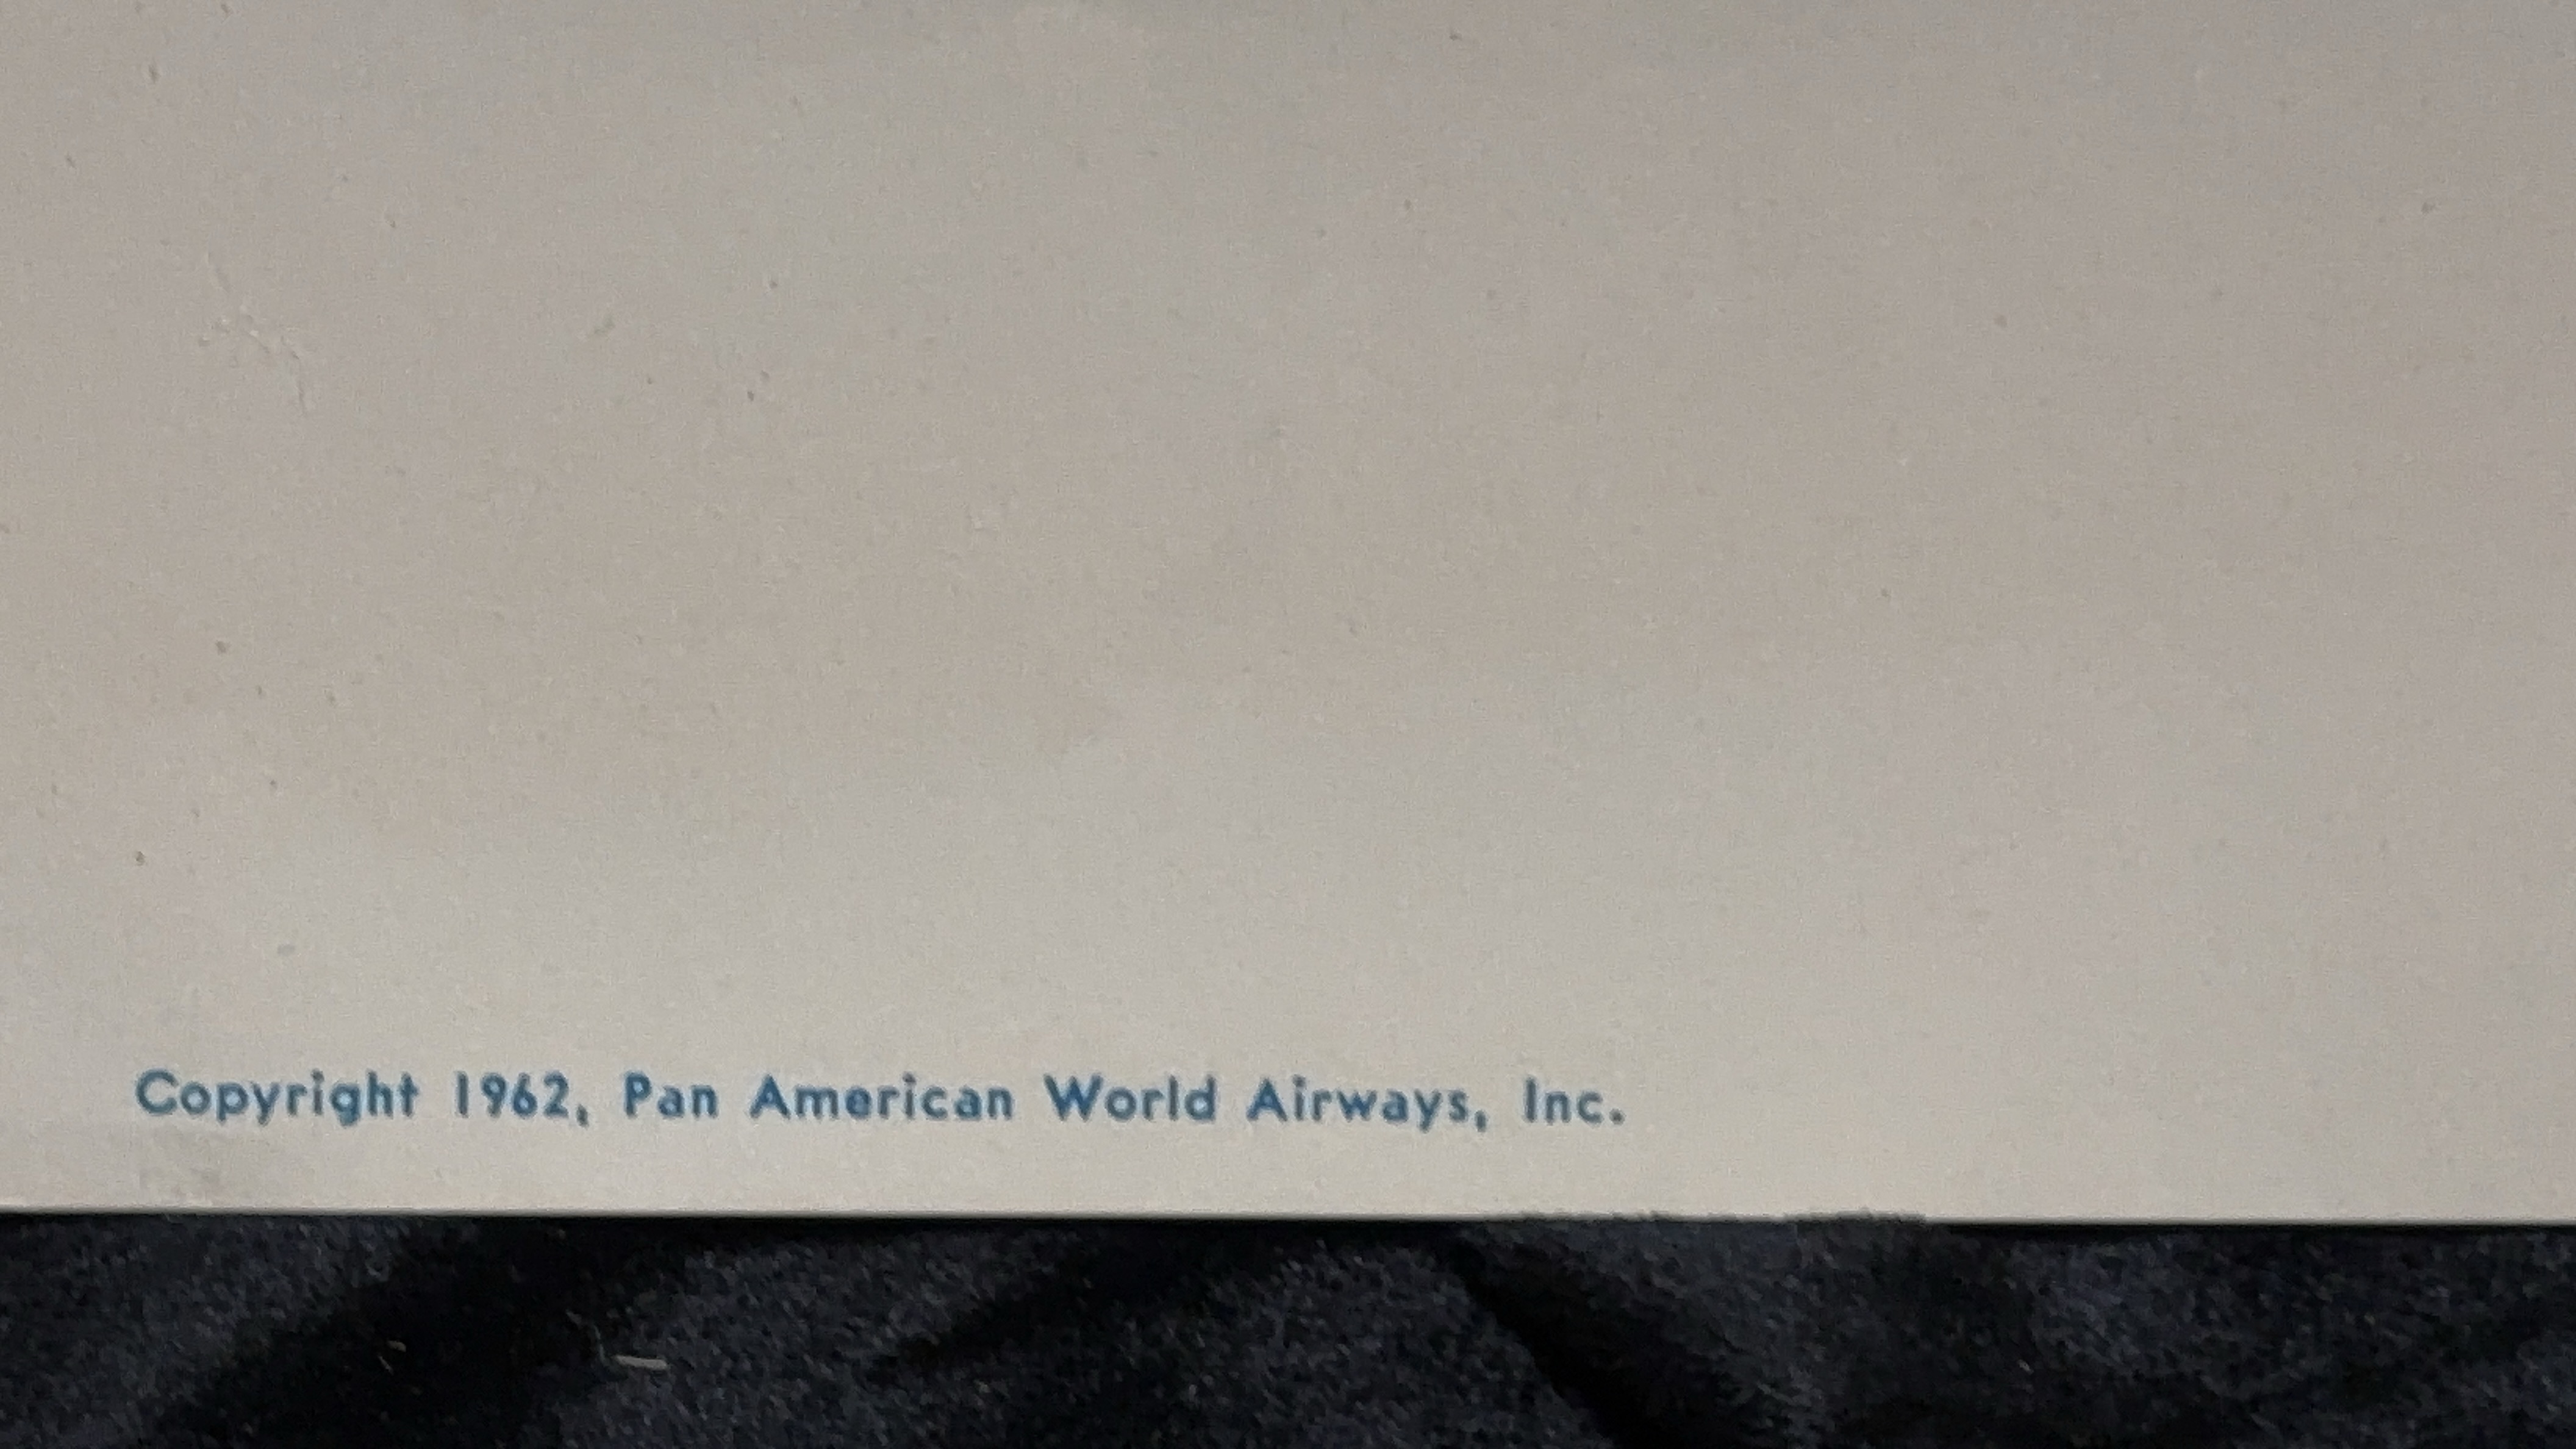 Copyright 1962, Pan American World Airways, Inc.